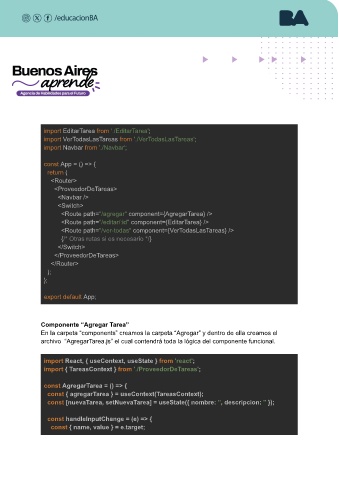 /educacionBA
BA
Buenos Aires
aprende
Agencia de Habilidades para el Futuro
import EditarTarea from './EditarTarea';
import VerTodasLasTareas from './VerTodasLasTareas';
import Navbar from './Navbar';
const App = () => {
return (
<Router>
<ProveedorDeTareas>
<Navbar />
<Switch>
<Route path="/agregar" component={AgregarTarea} />
<Route path="/editar/:id" component={EditarTarea} />
<Route path="/ver-todas" component={VerTodasLasTareas} />
{/* Otras rutas si es necesario */}
</Switch>
</ProveedorDeTareas>
</Router>
);
};
export default App;
Componente "Agregar Tarea"
En la carpeta "components" creamos la carpeta "Agregar" y dentro de ella creamos el
archivo "AgregarTarea.js" el cual contendrá toda la lógica del componente funcional.
import React, { useContext, useState } from 'react';
import { TareasContext } from './ProveedorDeTareas';
const AgregarTarea = () => {
const { agregarTarea } = useContext(TareasContext);
const [nuevaTarea, setNuevaTarea] = useState({ nombre: '', descripcion: '' });
const handleInputChange = (e) => {
const { name, value } = e.target;